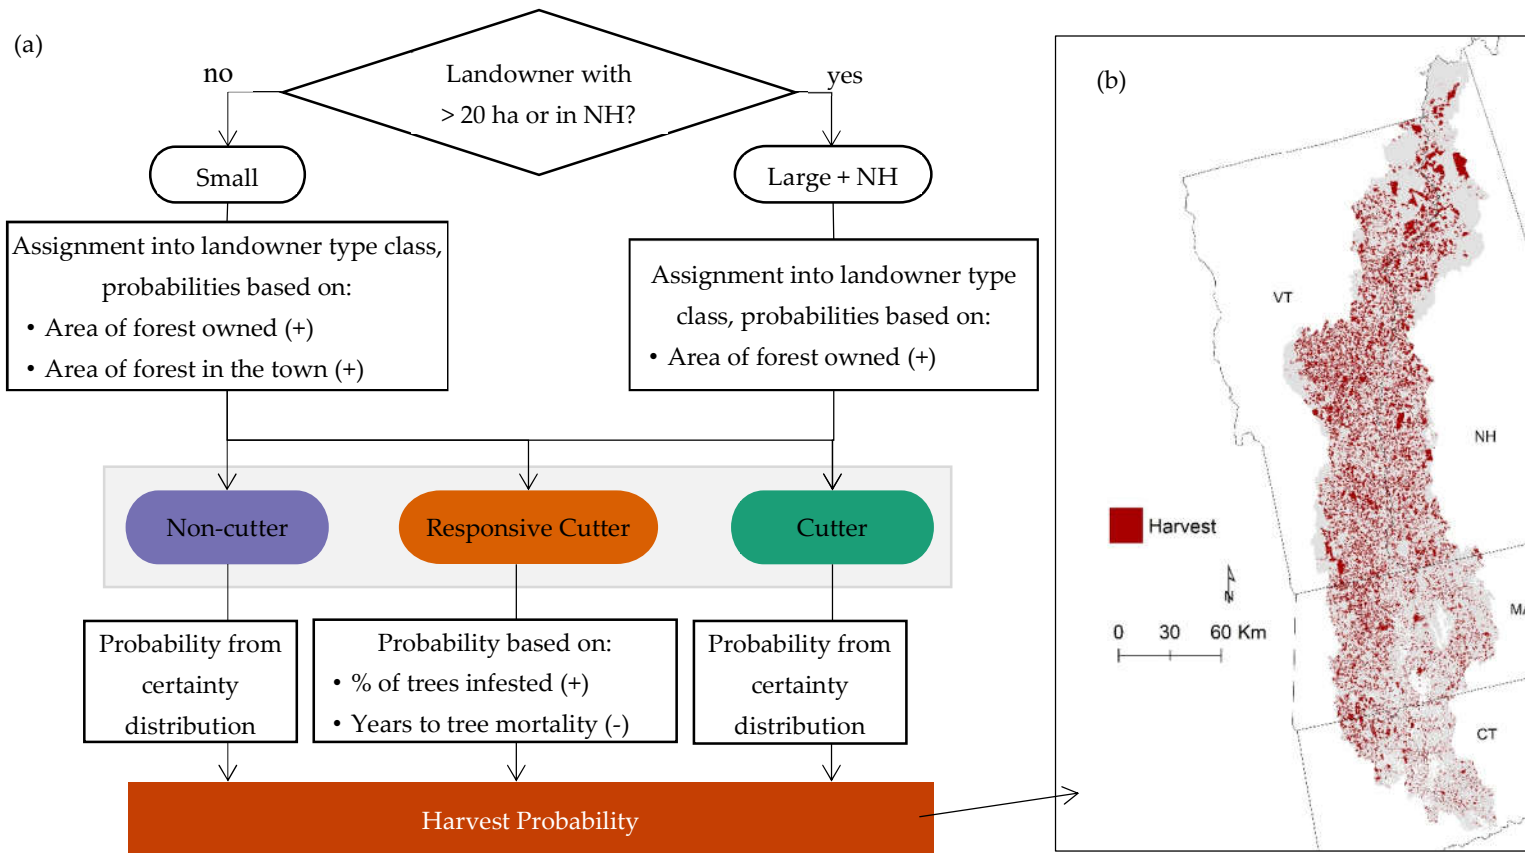 (a)
no
Landowner with
> 20 ha or in NH?
yes
Small
Large + NH
Assignment into landowner type class,
probabilities based on:
• Area of forest owned (+)
• Area of forest in the town (+)
Assignment into landowner type
class, probabilities based on:
• Area of forest owned (+)
Non-cutter
Responsive Cutter
Cutter
Probability from
certainty
distribution
Probability based on:
• % of trees infested (+)
• Years to tree mortality (-)
Probability from
certainty
distribution
Harvest Probability
(b)
VT
NH
Harvest
N
MA
0 30 60 Km
CT